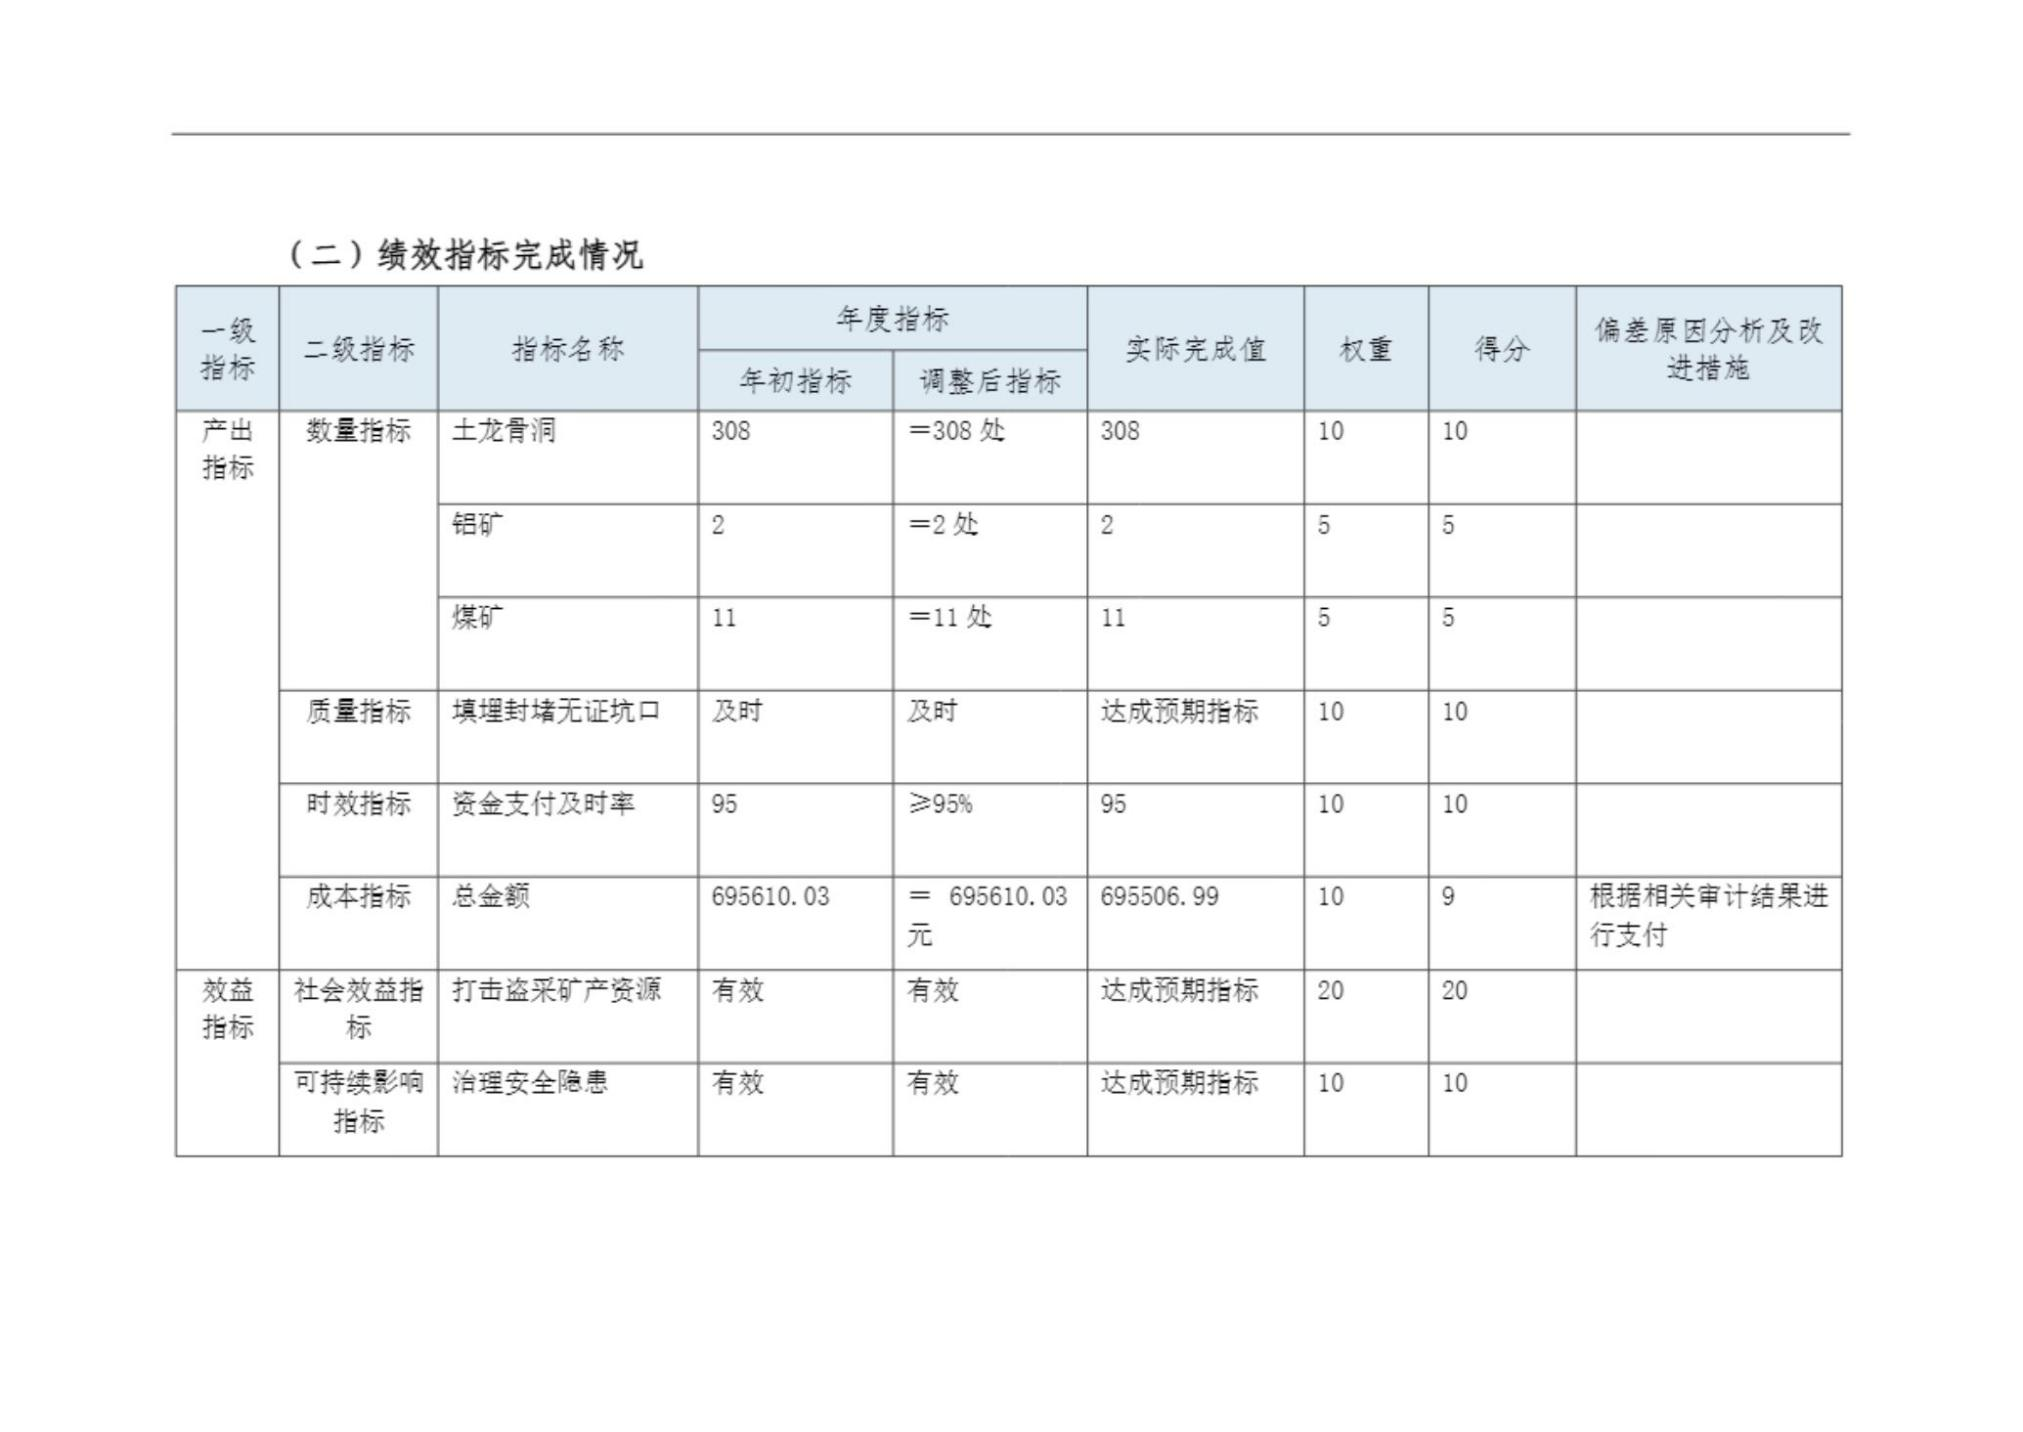 （二）绩效指标完成情况
一级指标 二级指标 指标名称 年度指标 实际完成值 权重 得分 偏差原因分析及改进措施
年初指标 调整后指标
产出指标 数量指标 土龙骨洞 308 ＝308 处 308 10 10
铝矿 2 ＝2 处 2 5 5
煤矿 11 ＝11 处 11 5 5
质量指标 填埋封堵无证坑口 及时 及时 达成预期指标 10 10
时效指标 资金支付及时率 95 ≥95% 95 10 10
成本指标 总金额 695610.03 ＝ 695610.03 元 695506.99 10 9 根据相关审计结果进行支付
效益指标 社会效益指标 打击盗采矿产资源 有效 有效 达成预期指标 20 20
可持续影响指标 治理安全隐患 有效 有效 达成预期指标 10 10